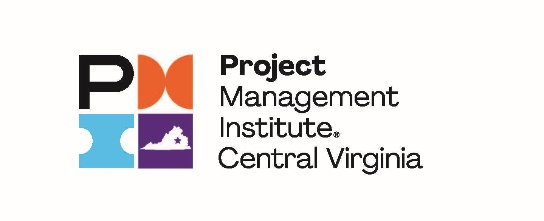 Project
Management
Institute®
Central Virginia